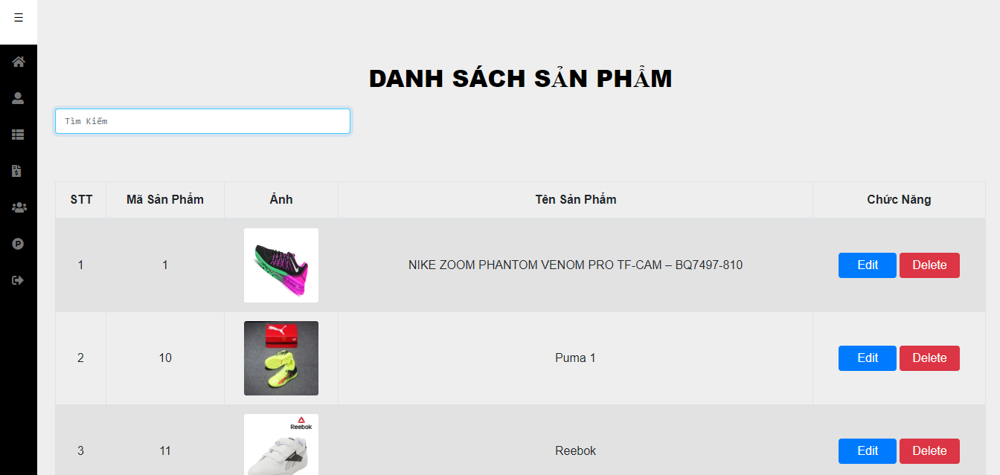 DANH SÁCH SẢN PHẨM
Tìm Kiếm
STT Mã Sản Phẩm Ảnh Tên Sản Phẩm Chức Năng
1 1 NIKE ZOOM PHANTOM VENOM PRO TF-CAM – BQ7497-810 Edit Delete
2 10 Puma 1 Edit Delete
Reebok
3 11 Reebok Edit Delete